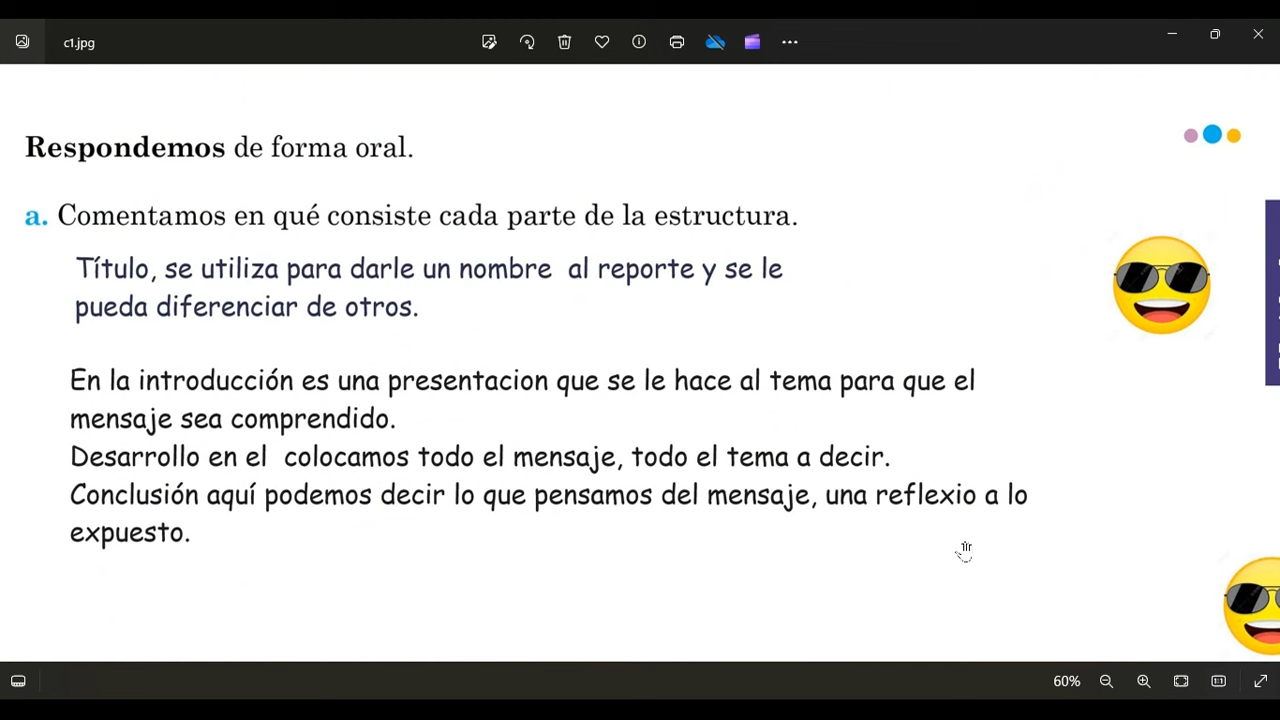 c1.jpg
Respondemos de forma oral.
a. Comentamos en qué consiste cada parte de la estructura.
Título, se utiliza para darle un nombre al reporte y se le
pueda diferenciar de otros.
En la introducción es una presentacion que se le hace al tema para que el
mensaje sea comprendido.
Desarrollo en el colocamos todo el mensaje, todo el tema a decir.
Conclusión aquí podemos decir lo que pensamos del mensaje, una reflexio a lo
expuesto.
60%